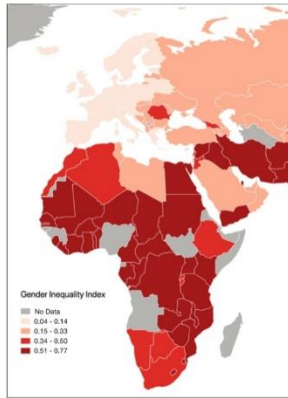 Gender Inequality Index
No Data
0.04 - 0.14
0.15 - 0.33
0.34 - 0.50
0.51 - 0.77